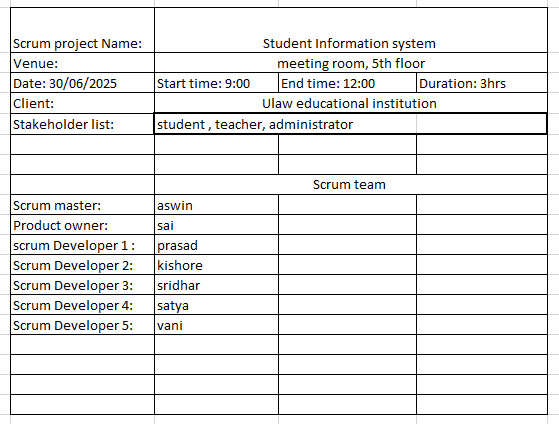 Scrum project Name: Student Information system
Venue: meeting room, 5th floor
Date: 30/06/2025 Start time: 9:00 End time: 12:00 Duration: 3hrs
Client: Ulaw educational institution
Stakeholder list: student , teacher, administrator
Scrum team
Scrum master: aswin
Product owner: sai
scrum Developer 1 : prasad
Scrum Developer 2: kishore
Scrum Developer 3: sridhar
Scrum Developer 4: satya
Scrum Developer 5: vani